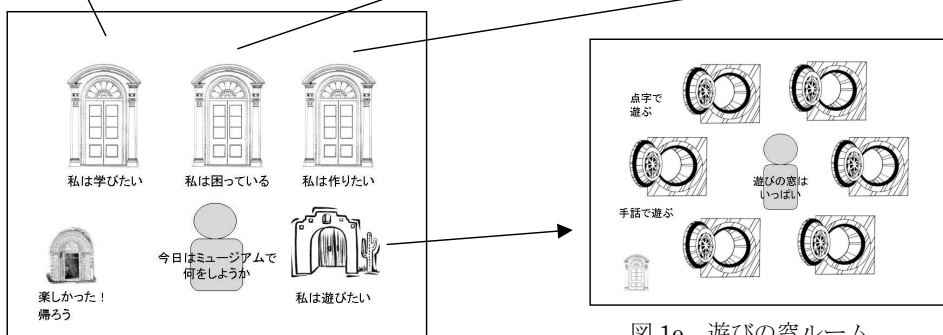 私は学びたい
私は困っている
私は作りたい
今日はミュージアムで
何をしようか
楽しかった！
帰ろう
私は遊びたい
点字で
遊ぶ
遊びの窓は
いっぱい
手話で遊ぶ
図 1e 遊びの窓ルーム